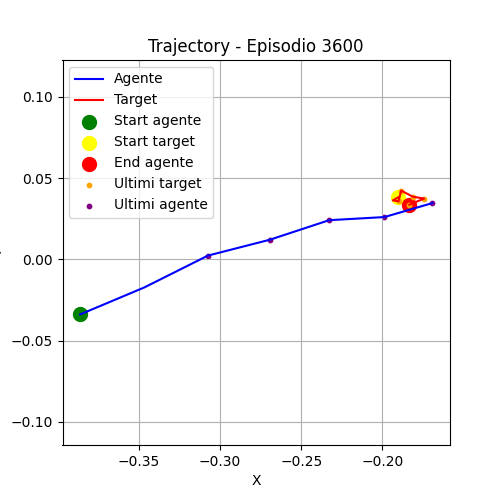 Trajectory - Episodio 3600
Agente
Target
Start agente
Start target
End agente
Ultimi target
Ultimi agente
0.10
0.05
0.00
−0.05
−0.10
−0.35
−0.30
−0.25
−0.20
X